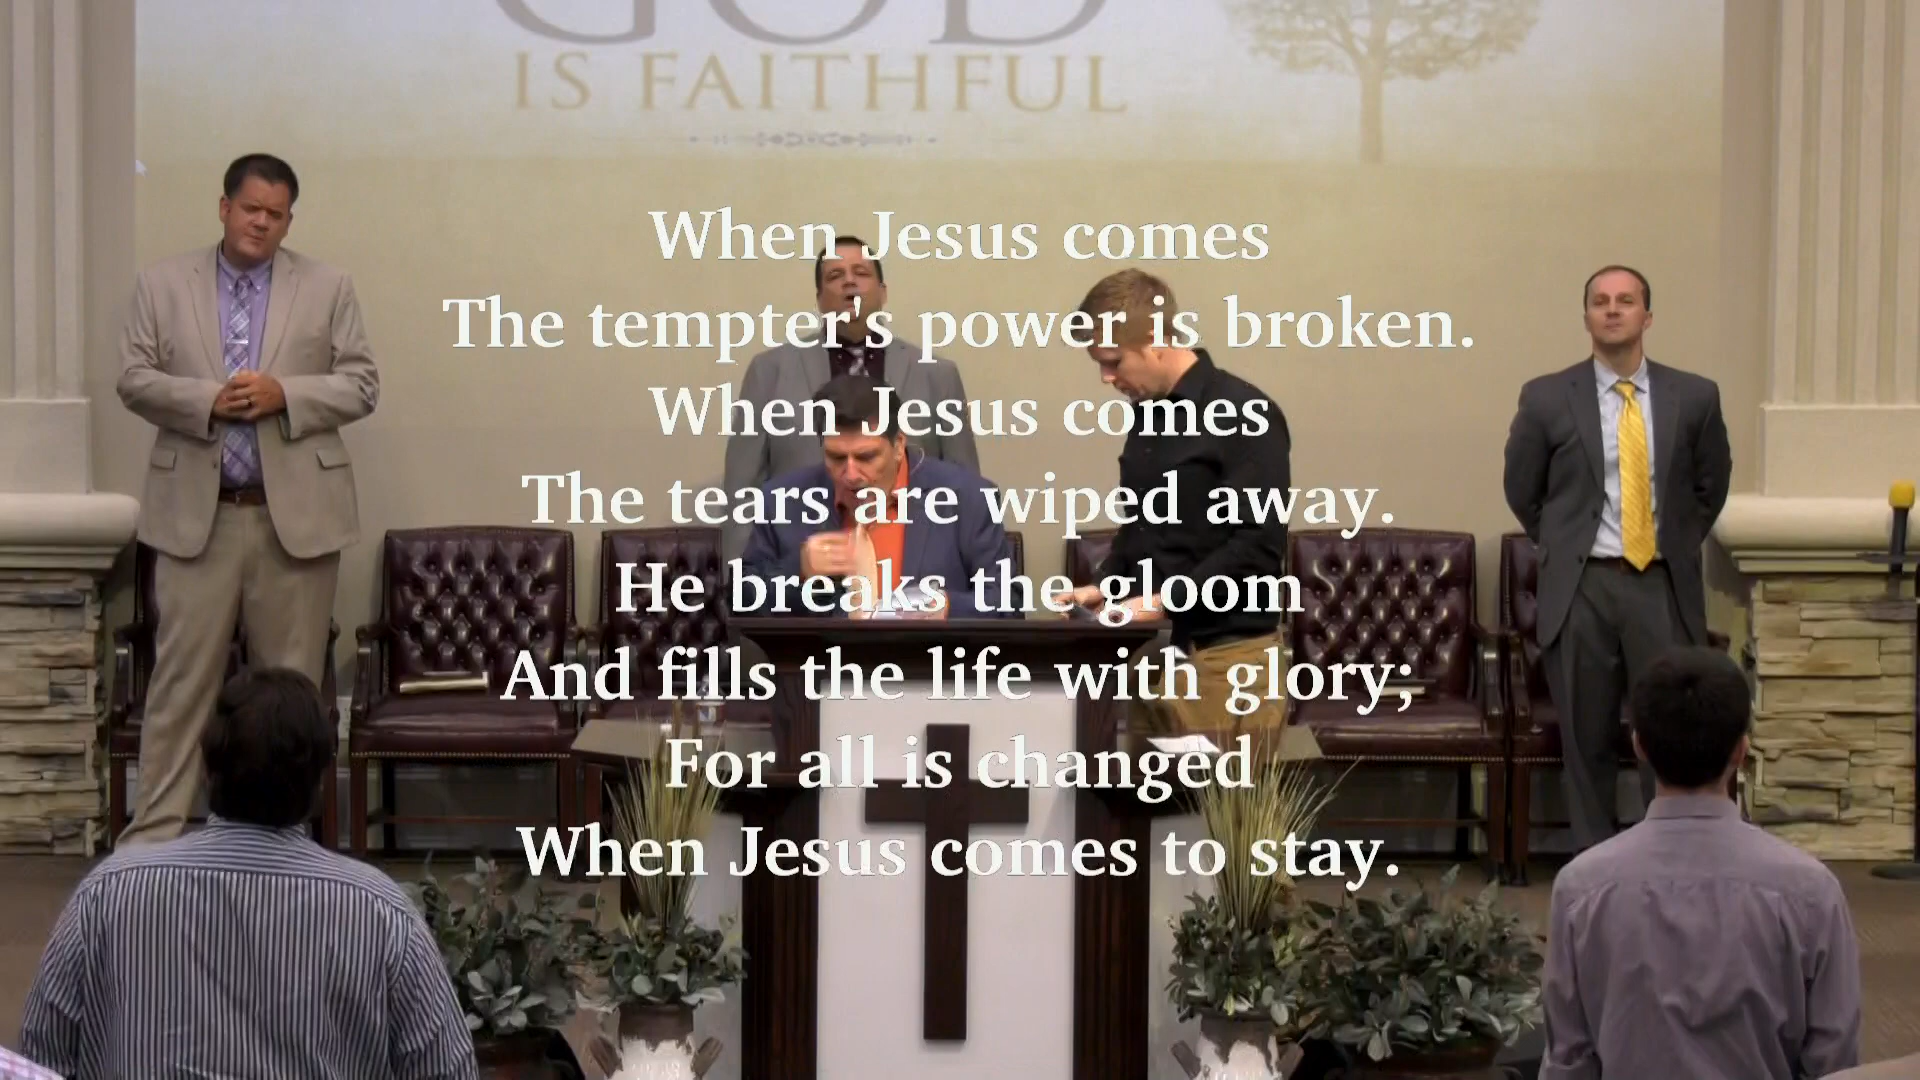 GOD
IS FAITHFUL
When Jesus comes
The tempter's power is broken.
When Jesus comes
The tears are wiped away.
He breaks the gloom
And fills the life with glory;
For all is changed
When Jesus comes to stay.